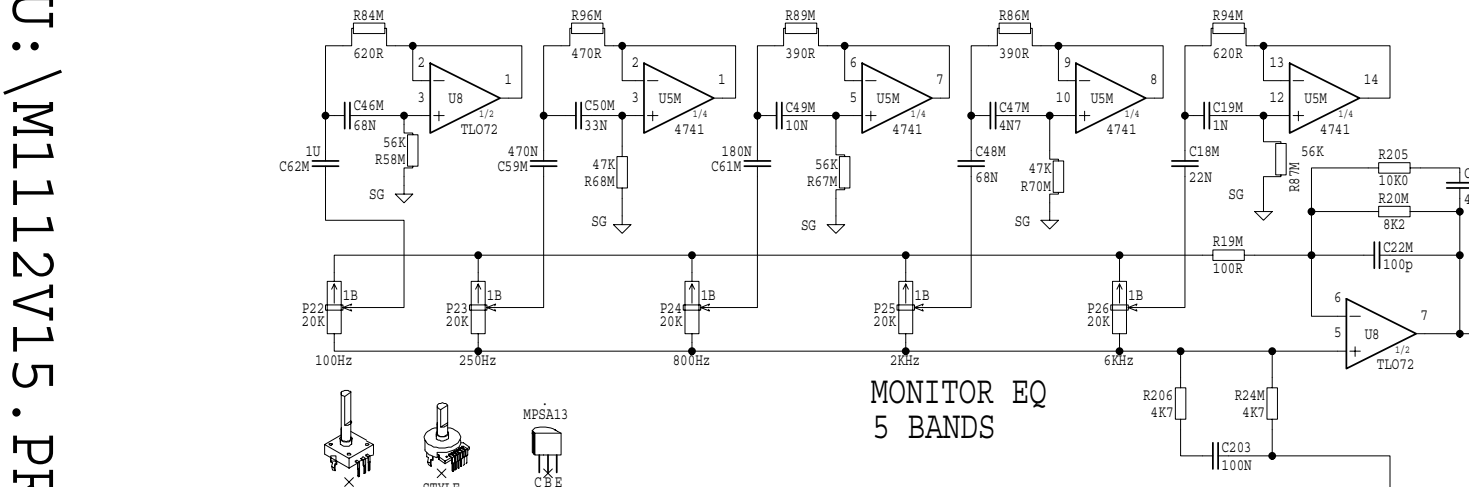 U:\M1112V15.PR
R84M
620R
2
3
1
U8
1/2
TLO72
C46M
68N
56K
R58M
SG
1U
C62M
R96M
470R
2
3
1
U5M
1/4
4741
C50M
33N
47K
R68M
SG
470N
C59M
R89M
390R
6
5
7
U5M
1/4
4741
C49M
10N
56K
R67M
SG
180N
C61M
R86M
390R
9
10
8
U5M
1/4
4741
C47M
4N7
47K
R70M
SG
C48M
68N
R94M
620R
13
12
14
U5M
1/4
4741
C19M
1N
56K
R87M
SG
C18M
22N
R205
10K0
C
4
R20M
8K2
R19M
100R
C22M
100p
P22
20K
1B
100Hz
P23
20K
1B
250Hz
P24
20K
1B
800Hz
P25
20K
1B
2KHz
P26
20K
1B
6KHz
6
5
7
U8
1/2
TLO72
MONITOR EQ
5 BANDS
R206
4K7
R24M
4K7
C203
100N
MPSA13
CBE
STYLE